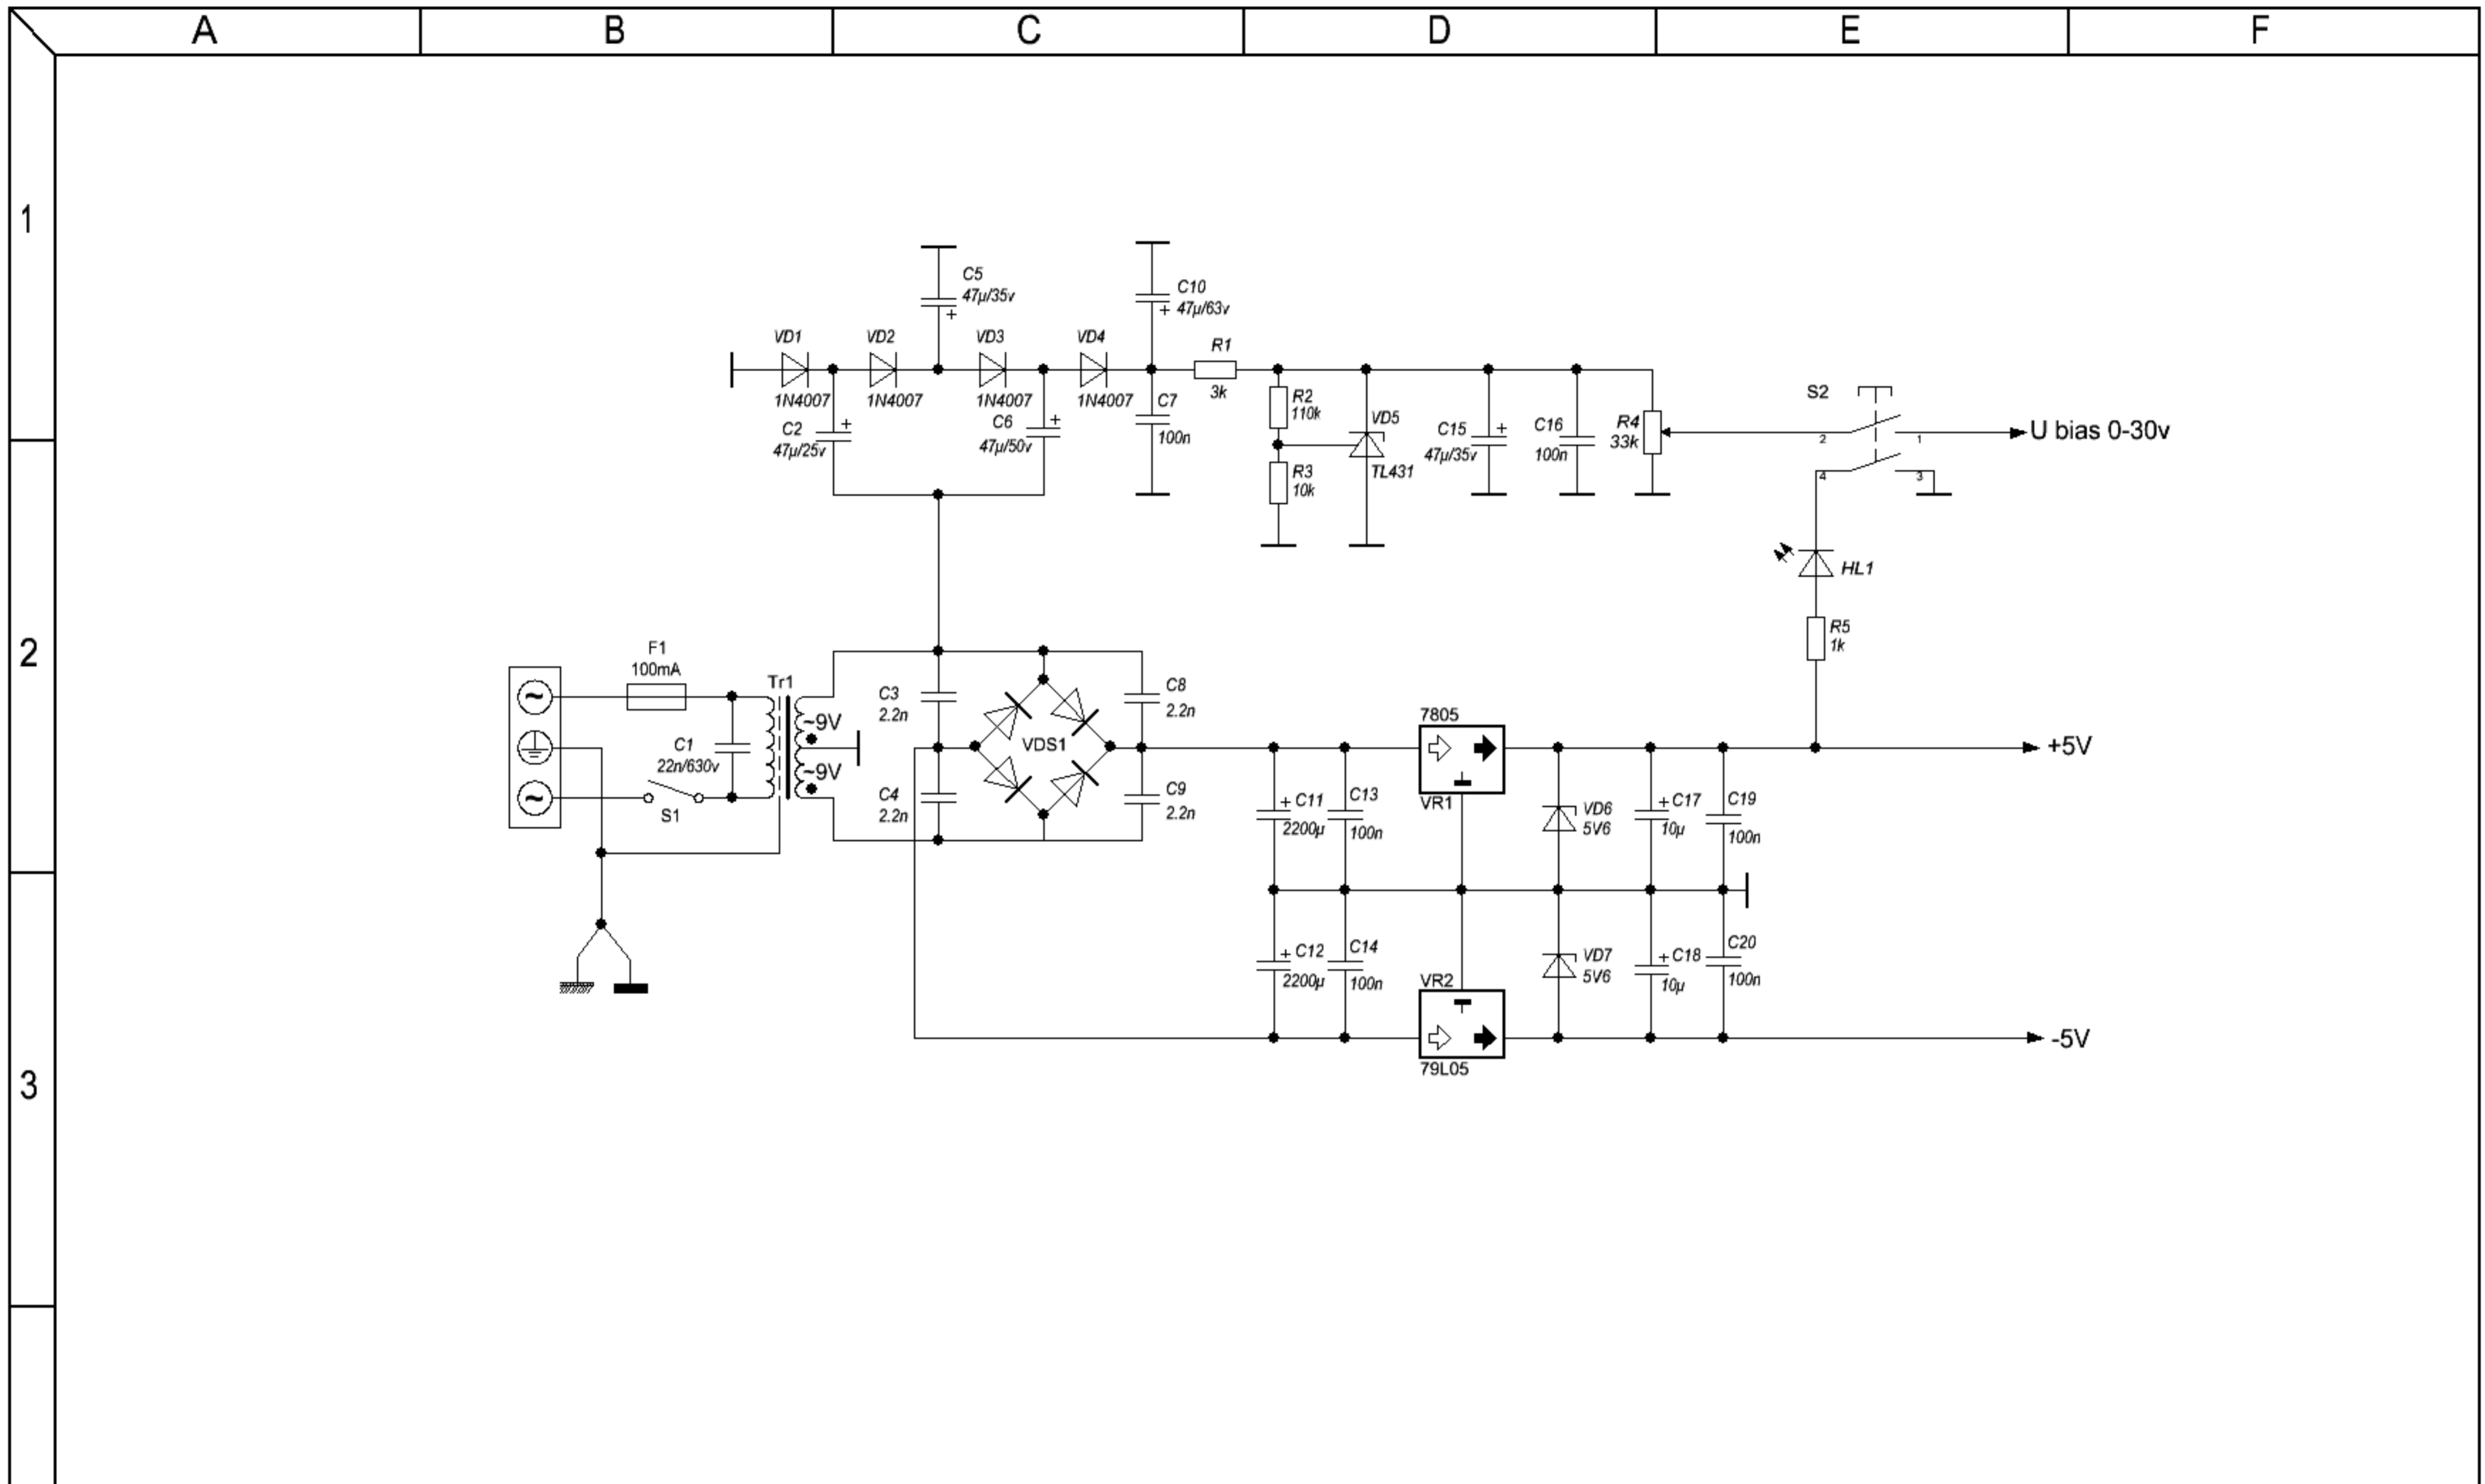 A B C D E F
1
2
3
C5
47µ/35v
C10
47µ/63v
VD1
VD2
VD3
VD4
R1
1N4007
1N4007
1N4007
1N4007
3k
C2
47µ/25v
C6
47µ/50v
C7
100n
R2
110k
R3
10k
VD5
TL431
C15
47µ/35v
C16
100n
R4
33k
S2
2
1
4
3
U bias 0-30v
HL1
R5
1k
F1
100mA
Tr1
~9V
~9V
C1
22n/630v
S1
~
~
C3
2.2n
C4
2.2n
VDS1
C8
2.2n
C9
2.2n
7805
VR1
+5V
+ C11
2200µ
C13
100n
VD6
5V6
+ C17
10µ
C19
100n
+ C12
2200µ
C14
100n
VR2
79L05
VD7
5V6
+ C18
10µ
C20
100n
-5V